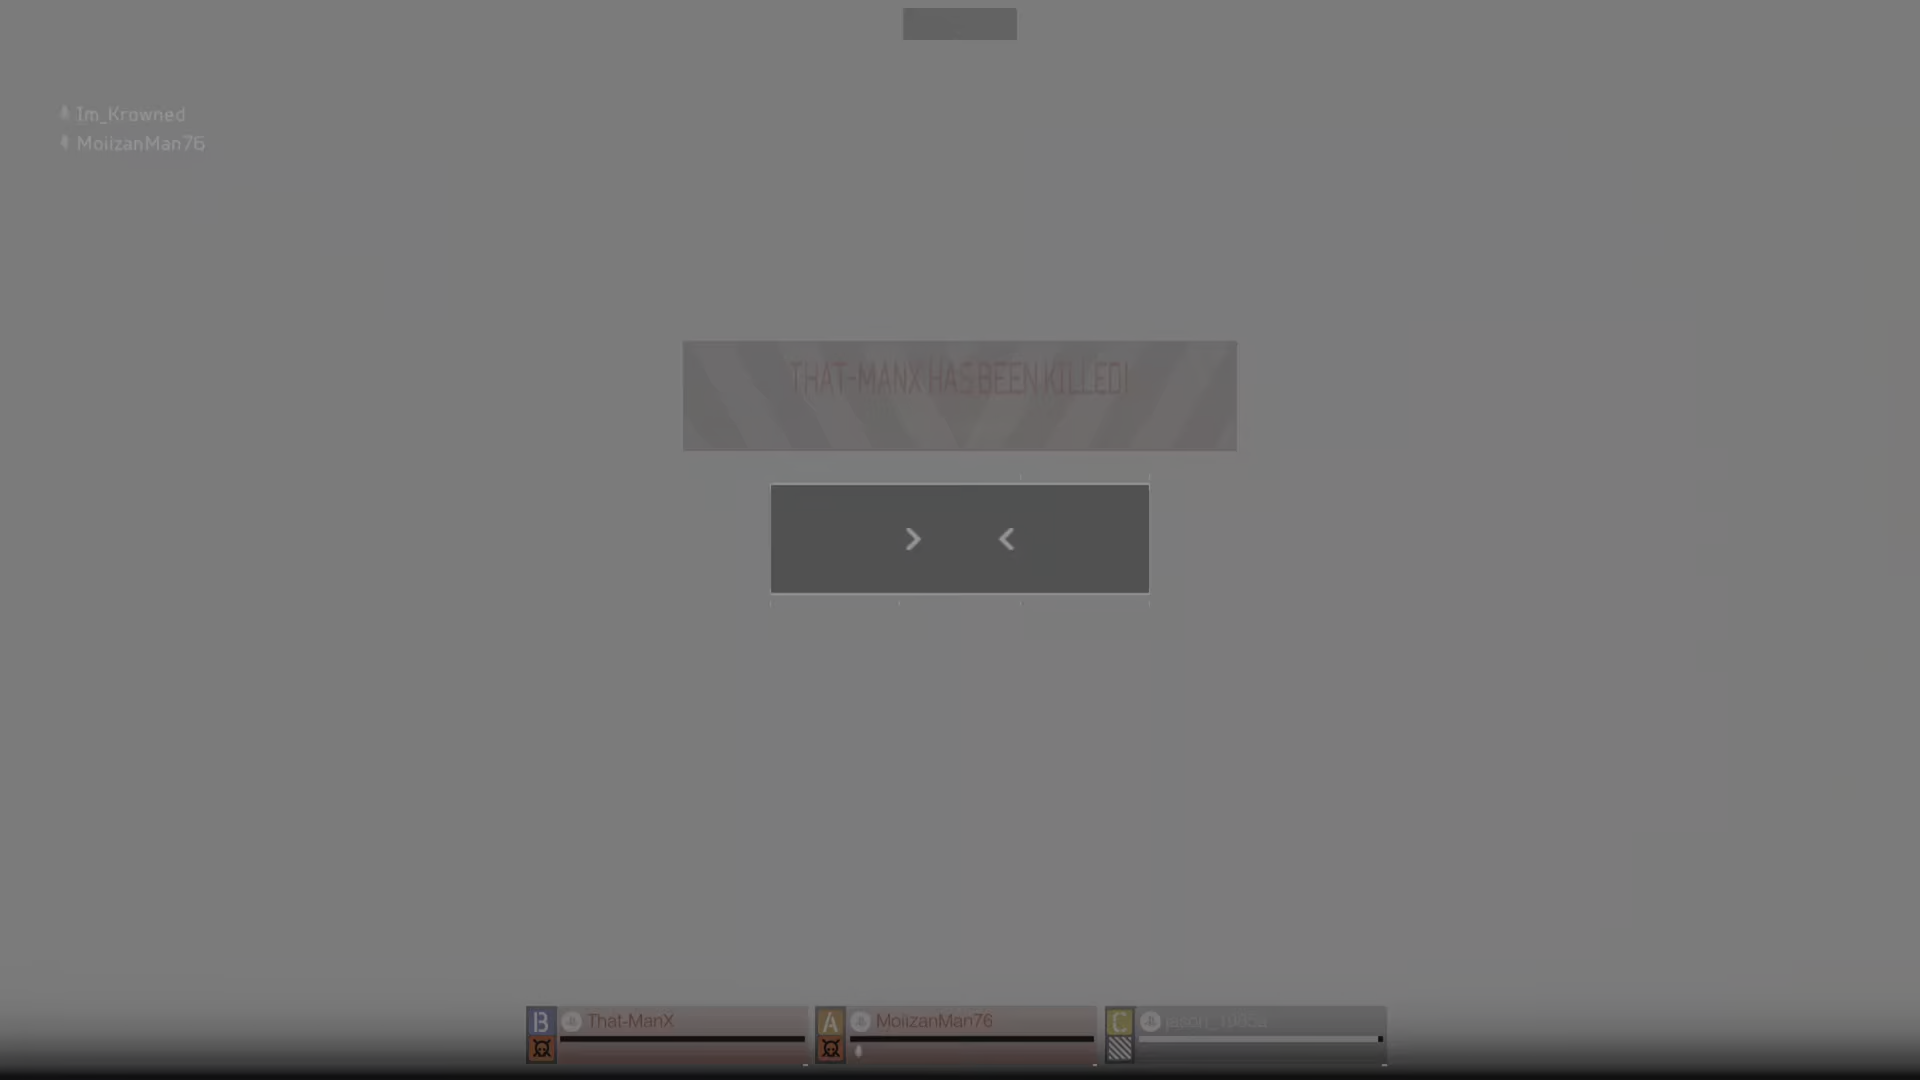 Im_Krowned
MoiizanMan76
THAT-MANX HAS BEEN KILLED!
> <
B That-ManX
A MoiizanMan76
C